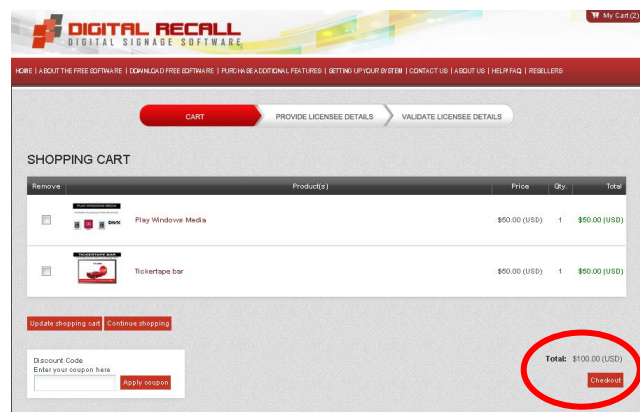 My Cart(2)
DIGITAL RECALL
DIGITAL SIGNAGE SOFTWARE
HOME | ABOUT THE FREE SOFTWARE | DOWNLOAD FREE SOFTWARE | PURCHASE ADDITIONAL FEATURES | SETTING UP YOUR SYSTEM | CONTACT US | ABOUT US | HELP/ FAQ | RESELLERS
CART PROVIDE LICENSEE DETAILS VALIDATE LICENSEE DETAILS
SHOPPING CART
Remove Product(s) Price Qty. Total
PLAY WINDOWS MEDIA
DIVX
Play Windows Media $50.00 (USD) 1 $50.00 (USD)
TICKERTAPE BAR
Tickertape bar $50.00 (USD) 1 $50.00 (USD)
Update shopping cart Continue shopping
Discount Code
Enter your coupon here
Apply coupon
Total: $100.00 (USD)
Checkout